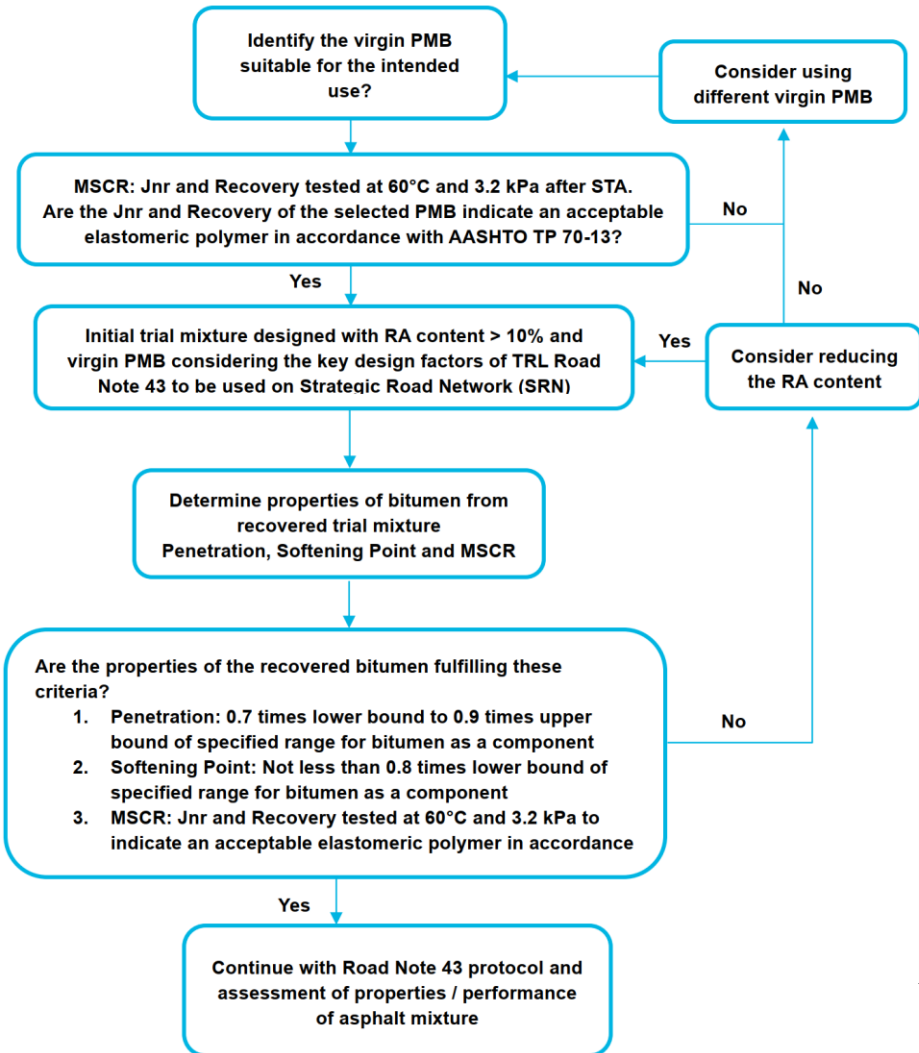 Identify the virgin PMB
suitable for the intended
use?
Consider using
different virgin PMB
MSCR: Jnr and Recovery tested at 60°C and 3.2 kPa after STA.
Are the Jnr and Recovery of the selected PMB indicate an acceptable
elastomeric polymer in accordance with AASHTO TP 70-13?
No
Yes
No
Initial trial mixture designed with RA content > 10% and
virgin PMB considering the key design factors of TRL Road
Note 43 to be used on Strategic Road Network (SRN)
Yes
Consider reducing
the RA content
Determine properties of bitumen from
recovered trial mixture
Penetration, Softening Point and MSCR
Are the properties of the recovered bitumen fulfilling these
criteria?
1. Penetration: 0.7 times lower bound to 0.9 times upper
bound of specified range for bitumen as a component
2. Softening Point: Not less than 0.8 times lower bound of
specified range for bitumen as a component
3. MSCR: Jnr and Recovery tested at 60°C and 3.2 kPa to
indicate an acceptable elastomeric polymer in accordance
No
Yes
Continue with Road Note 43 protocol and
assessment of properties / performance
of asphalt mixture